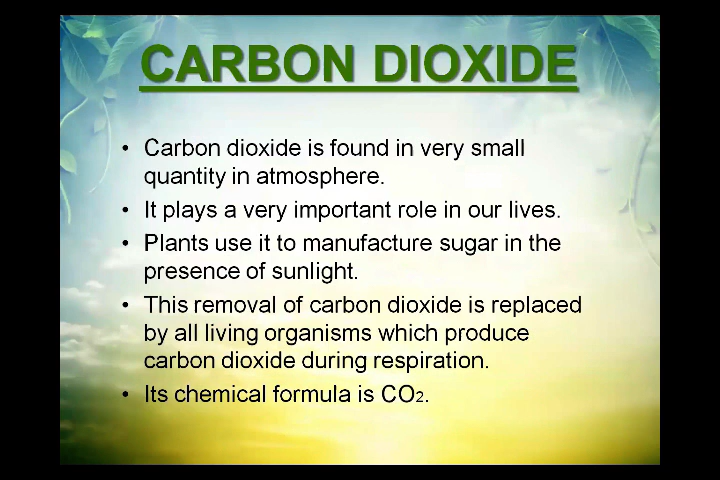 CARBON DIOXIDE
• Carbon dioxide is found in very small
quantity in atmosphere.
• It plays a very important role in our lives.
• Plants use it to manufacture sugar in the
presence of sunlight.
• This removal of carbon dioxide is replaced
by all living organisms which produce
carbon dioxide during respiration.
• Its chemical formula is CO₂.